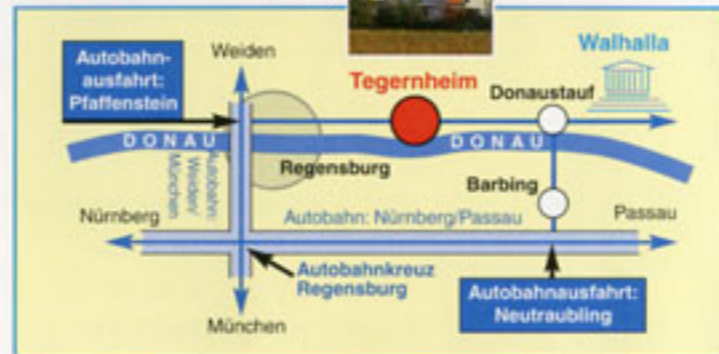 Autobahn-
ausfahrt:
Pfaffenstein
Weiden
Walhalla
Tegernheim
Donaustauf
DONAU
DONAU
Regensburg
Autobahn:
Weiden/
München
Barbing
Nürnberg
Autobahn: Nürnberg/Passau
Passau
Autobahnkreuz
Regensburg
Autobahnausfahrt:
Neutraubling
München